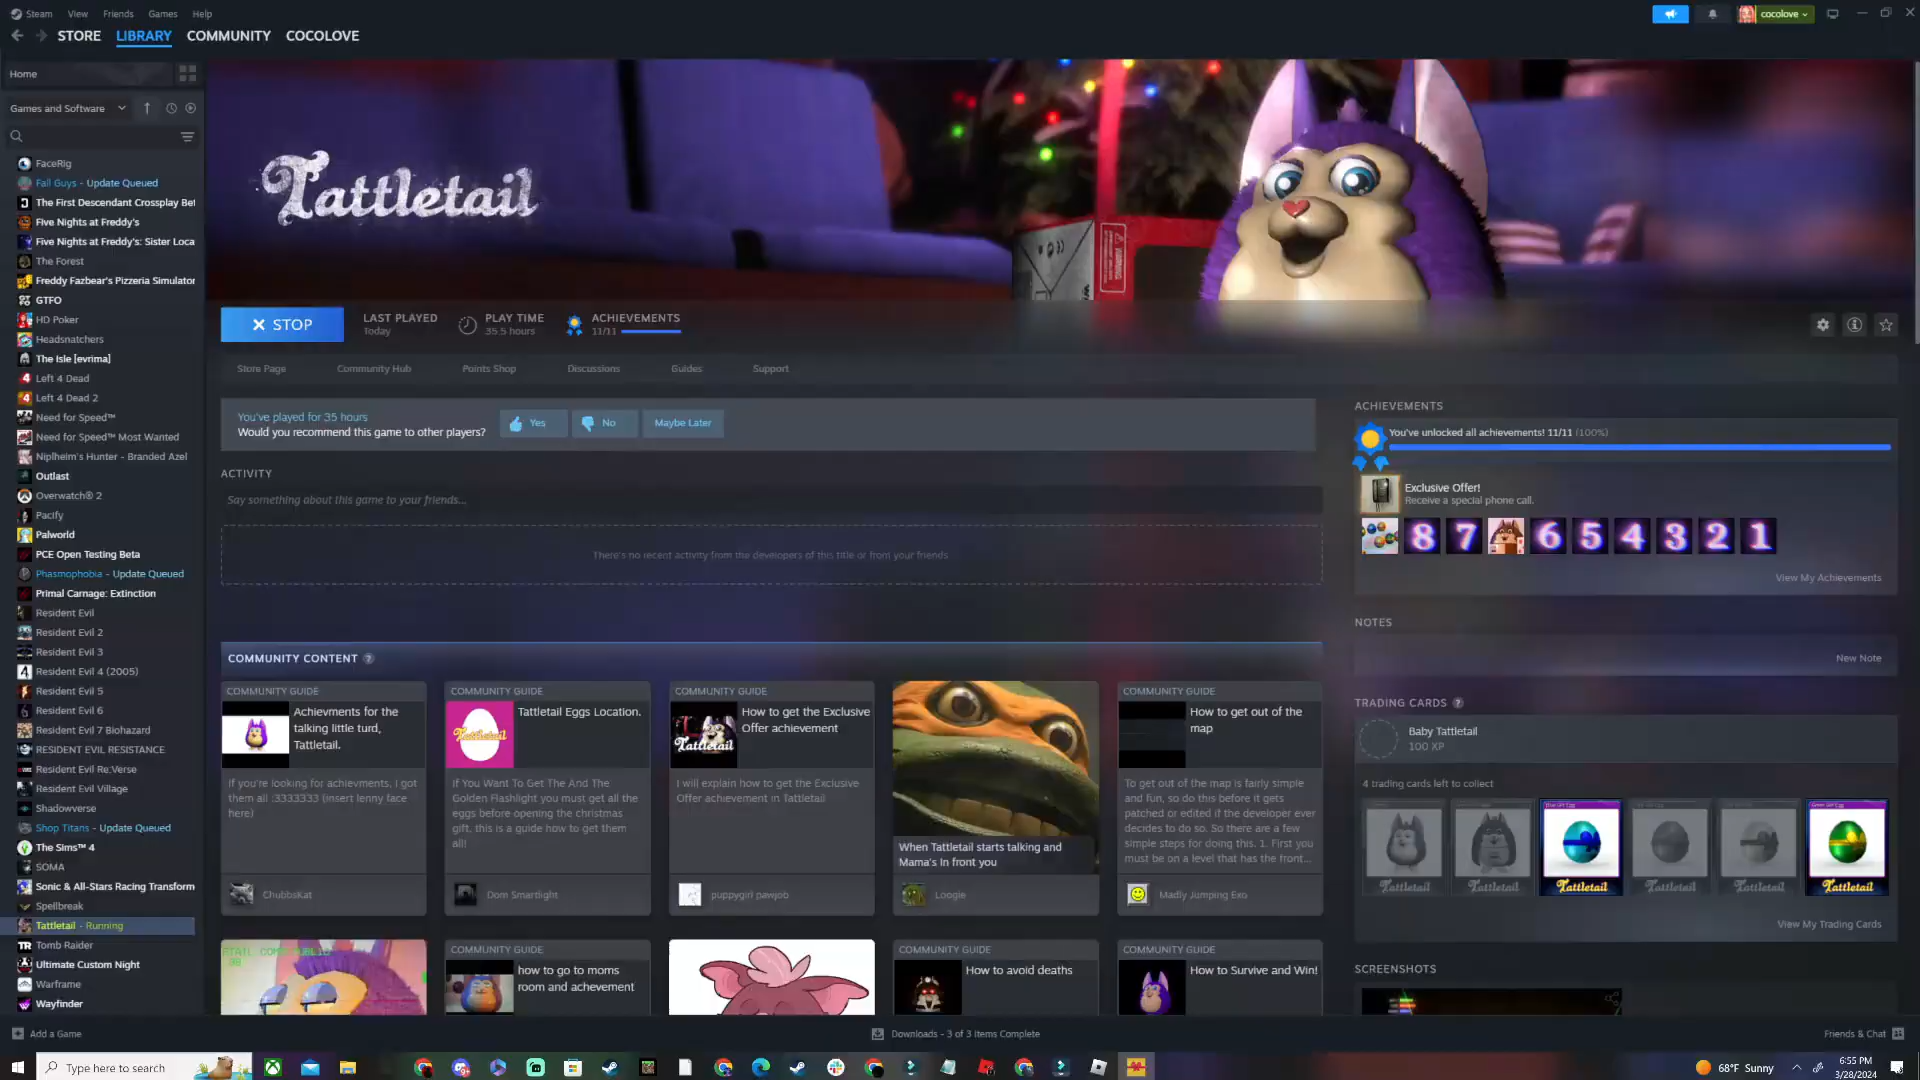 Steam View Friends Games Help
cocolove
STORE LIBRARY COMMUNITY COCOLOVE
Home
Games and Software
FaceRig
Fall Guys - Update Queued
The First Descendant Crossplay Bet
Five Nights at Freddy's
Five Nights at Freddy's: Sister Loca
The Forest
Freddy Fazbear's Pizzeria Simulator
GTFO
HD Poker
Headsnatchers
The Isle [evrima]
Left 4 Dead
Left 4 Dead 2
Need for Speed™
Need for Speed™ Most Wanted
Niplheim's Hunter - Branded Azel
Outlast
Overwatch® 2
Pacify
Palworld
PCE Open Testing Beta
Phasmophobia - Update Queued
Primal Carnage: Extinction
Resident Evil
Resident Evil 2
Resident Evil 3
Resident Evil 4 (2005)
Resident Evil 5
Resident Evil 6
Resident Evil 7 Biohazard
RESIDENT EVIL RESISTANCE
Resident Evil Re:Verse
Resident Evil Village
Shadowverse
Shop Titans - Update Queued
The Sims™ 4
SOMA
Sonic & All-Stars Racing Transform
Spellbreak
Tattletail - Running
Tomb Raider
Ultimate Custom Night
Warframe
Wayfinder
Add a Game
Tattletail
WARNING
STOP
LAST PLAYED
Today
PLAY TIME
35.5 hours
ACHIEVEMENTS
11/11
Store Page Community Hub Points Shop Discussions Guides Support
You've played for 35 hours
Would you recommend this game to other players?
Yes No Maybe Later
ACTIVITY
Say something about this game to your friends...
There's no recent activity from the developers of this title or from your friends
COMMUNITY CONTENT ?
COMMUNITY GUIDE
Achievments for the
talking little turd,
Tattletail.
If you're looking for achievments, I got
them all :3333333 (insert lenny face
here)
ChubbsKat
COMMUNITY GUIDE
Tattletail
Tattletail Eggs Location.
If You Want To Get The And The
Golden Flashlight you must get all the
eggs before opening the christmas
gift, this is a guide how to get them
all!
Dom Smartlight
COMMUNITY GUIDE
Tattletail
How to get the Exclusive
Offer achievement
I will explain how to get the Exclusive
Offer achievement in Tattletail
puppygirl pawjob
When Tattletail starts talking and
Mama's In front you
Loogie
COMMUNITY GUIDE
How to get out of the
map
To get out of the map is fairly simple
and fun, so do this before it gets
patched or edited if the developer ever
decides to do so. So there are a few
simple steps for doing this. 1. First you
must be on a level that has the front...
Madly Jimping Exo
COMMUNITY GUIDE
how to go to moms
room and achevement
COMMUNITY GUIDE
How to avoid deaths
COMMUNITY GUIDE
How to Survive and Win!
ACHIEVEMENTS
You've unlocked all achievements! 11/11 (100%)
Exclusive Offer!
Receive a special phone call.
8 7 6 5 4 3 2 1
View My Achievements
NOTES
New Note
TRADING CARDS ?
Baby Tattletail
100 XP
4 trading cards left to collect
Tattletail Tattletail Tattletail Tattletail Tattletail Tattletail
View My Trading Cards
SCREENSHOTS
Downloads - 3 of 3 Items Complete
Friends & Chat
Type here to search
68°F Sunny
6:55 PM
3/28/2024